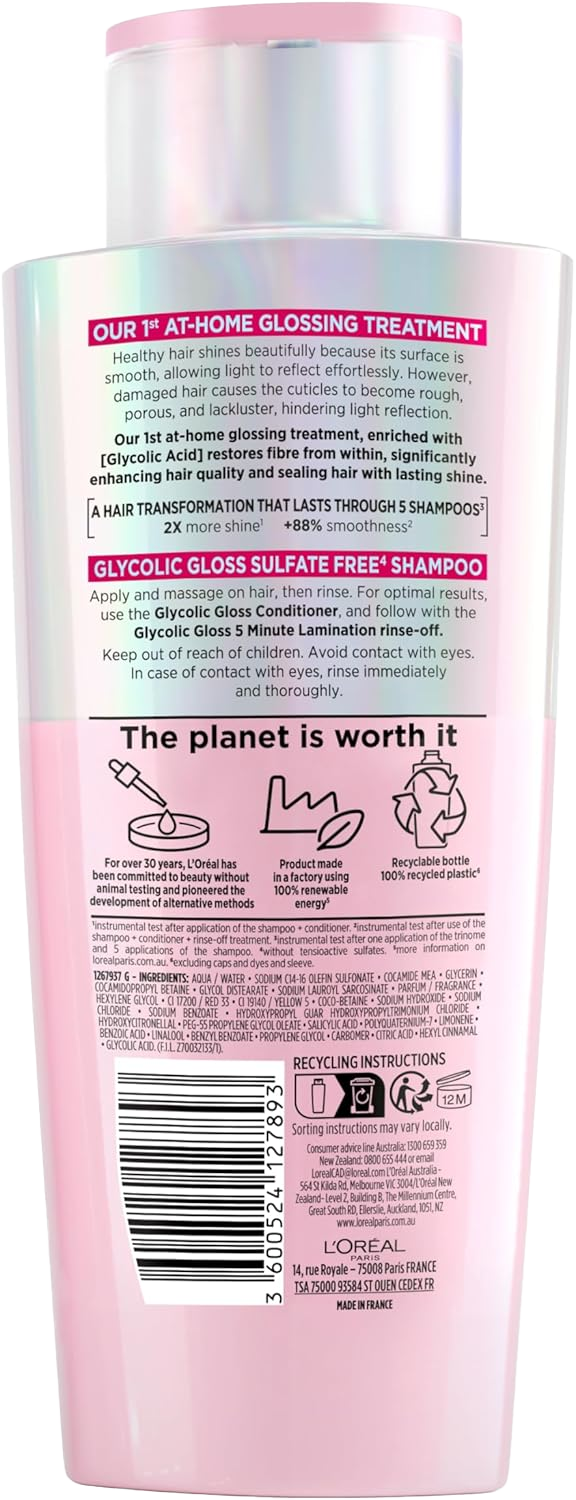 OUR 1st AT-HOME GLOSSING TREATMENT
Healthy hair shines beautifully because its surface is
smooth, allowing light to reflect effortlessly. However,
damaged hair causes the cuticles to become rough,
porous, and lackluster, hindering light reflection.
Our 1st at-home glossing treatment, enriched with
[Glycolic Acid] restores fibre from within, significantly
enhancing hair quality and sealing hair with lasting shine.
A HAIR TRANSFORMATION THAT LASTS THROUGH 5 SHAMPOOS³
2X more shine¹ +88% smoothness²
GLYCOLIC GLOSS SULFATE FREE⁴ SHAMPOO
Apply and massage on hair, then rinse. For optimal results,
use the Glycolic Gloss Conditioner, and follow with the
Glycolic Gloss 5 Minute Lamination rinse-off.
Keep out of reach of children. Avoid contact with eyes.
In case of contact with eyes, rinse immediately
and thoroughly.
The planet is worth it
For over 30 years, L'Oréal has
been committed to beauty without
animal testing and pioneered the
development of alternative methods
Product made
in a factory using
100% renewable
energy⁵
Recyclable bottle
100% recycled plastic⁶
¹instrumental test after application of the shampoo + conditioner. ²instrumental test after use of the
shampoo + conditioner + rinse-off treatment. ³instrumental test after one application of the trinome
and 5 applications of the shampoo. ⁴without tensioactive sulfates. ⁵more information on
lorealparis.com.au. ⁶excluding caps and dyes and sleeve.
1267937 G - INGREDIENTS: AQUA / WATER • SODIUM C14-16 OLEFIN SULFONATE • COCAMIDE MEA • GLYCERIN •
COCAMIDOPROPYL BETAINE • GLYCOL DISTEARATE • SODIUM LAUROYL SARCOSINATE • PARFUM / FRAGRANCE •
HEXYLENE GLYCOL • CI 17200 / RED 33 • CI 19140 / YELLOW 5 • COCO-BETAINE • SODIUM HYDROXIDE • SODIUM
CHLORIDE • SODIUM BENZOATE • HYDROXYPROPYL GUAR HYDROXYPROPYLTRIMONIUM CHLORIDE •
HYDROXYCITRONELLAL • PEG-55 PROPYLENE GLYCOL OLEATE • SALICYLIC ACID • POLYQUATERNIUM-7 • LIMONENE •
BENZOIC ACID • LINALOOL • BENZYL BENZOATE • PROPYLENE GLYCOL • CARBOMER • CITRIC ACID • HEXYL CINNAMAL
• GLYCOLIC ACID. (F.I.L. Z70032133/1).
3 600524 127893
RECYCLING INSTRUCTIONS
12M
Sorting instructions may vary locally.
Consumer advice line Australia: 1300 659 359
New Zealand: 0800 655 444 or email
LorealCAD@loreal.com L'Oréal Australia -
564 St Kilda Rd, Melbourne VIC 3004/L'Oréal New
Zealand- Level 2, Building B, The Millennium Centre,
Great South RD, Ellerslie, Auckland, 1051, NZ
www.lorealparis.com.au
L'ORÉAL
PARIS
14, rue Royale – 75008 Paris FRANCE
TSA 75000 93584 ST OUEN CEDEX FR
MADE IN FRANCE